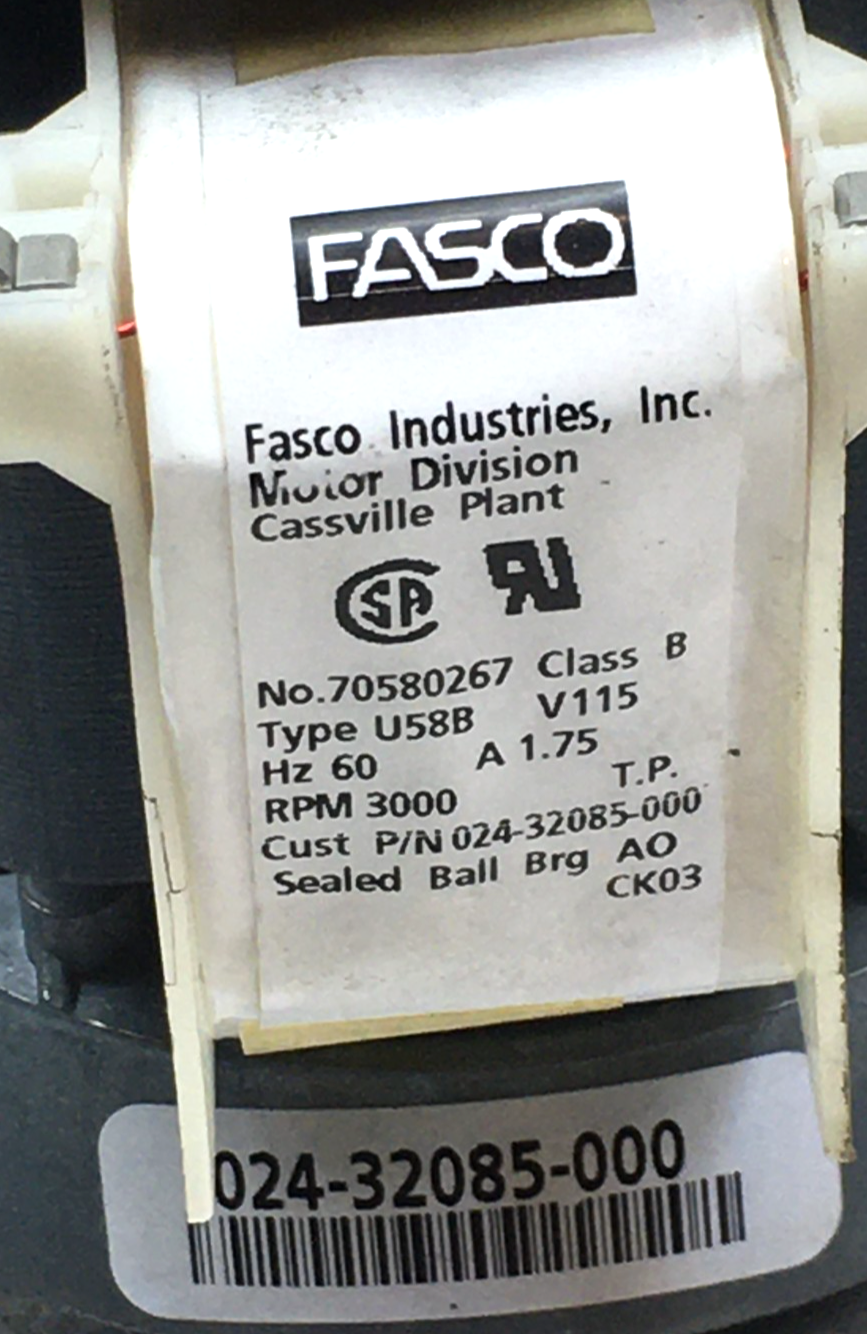 FASCO
Fasco Industries, Inc.
Motor Division
Cassville Plant
No.70580267 Class B
Type U58B V115
Hz 60 A 1.75
RPM 3000 T.P.
Cust P/N 024-32085-000
Sealed Ball Brg AO
CK03
024-32085-000